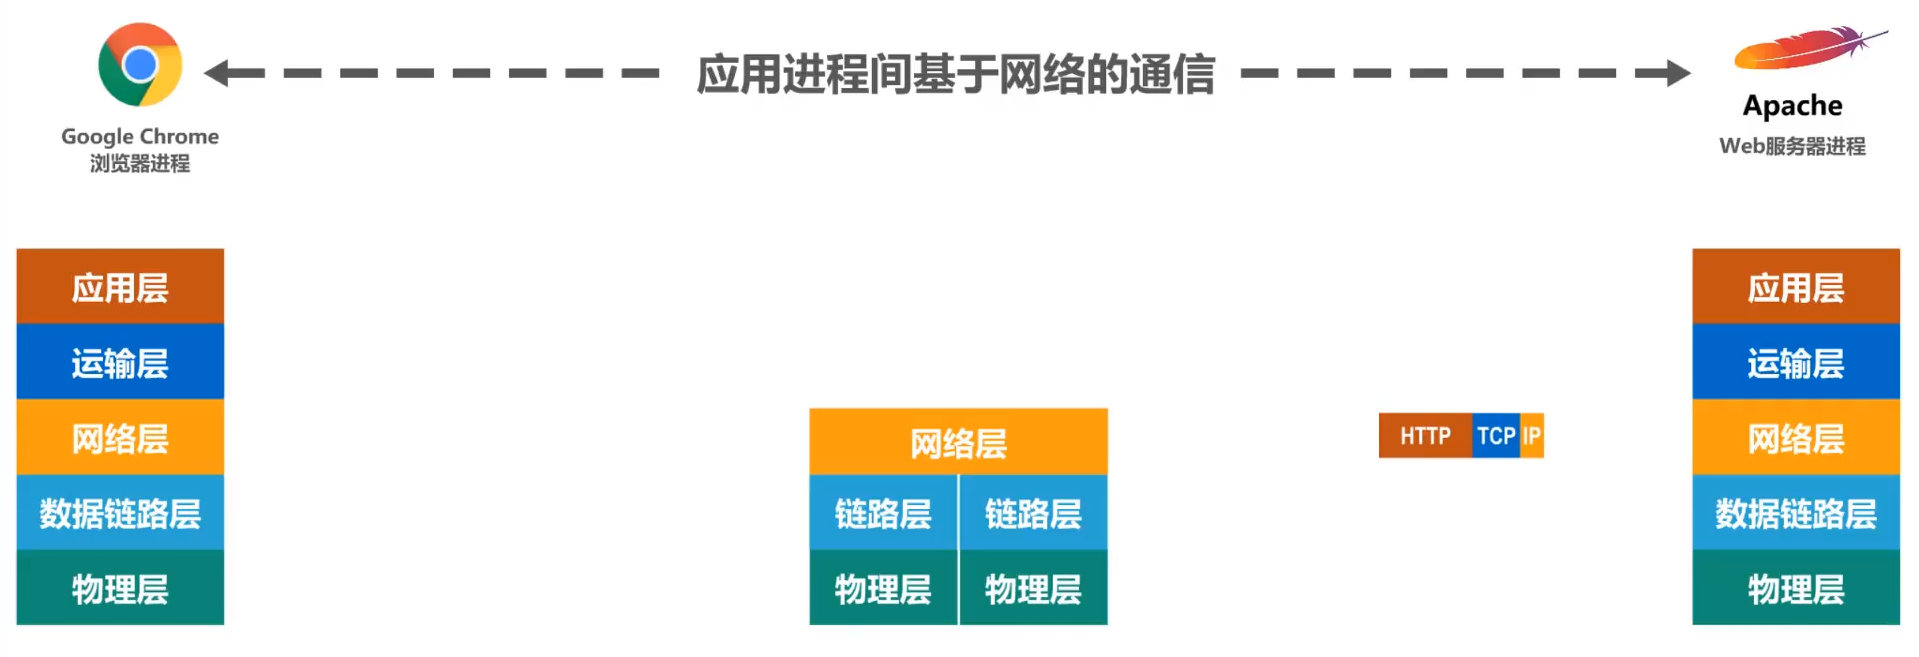 应用进程间基于网络的通信
Google Chrome
浏览器进程
Apache
Web服务器进程
应用层
运输层
网络层
数据链路层
物理层
网络层
链路层 链路层
物理层 物理层
HTTP TCP IP
应用层
运输层
网络层
数据链路层
物理层